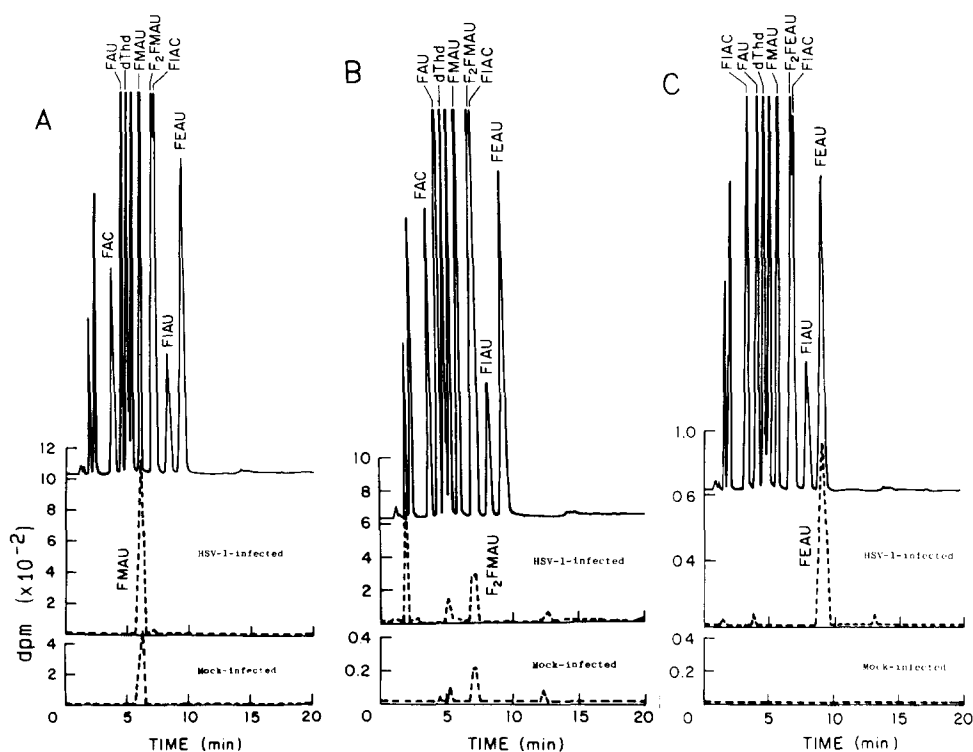 A
FAU
dThd
FMAU
F₂FMAU
FIAC
FAC
FIAU
FEAU
12
10
8
6
4
2
0
FMAU
HSV-1-infected
4
2
0
Mock-infected
dpm (x10⁻²)
0 5 10 15 20
TIME (min)
B
FAU
dThd
FMAU
F₂FMAU
FIAC
FAC
FIAU
FEAU
6
4
2
F₂FMAU
HSV-1-infected
0.4
0.2
Mock-infected
0 5 10 15 20
TIME (min)
C
FIAC
FAU
dThd
FMAU
F₂FEAU
FIAC
FIAU
FEAU
1.0
0.6
0.4
FEAU
HSV-1-infected
0.4
0.2
Mock-infected
0 5 10 15 20
TIME (min)